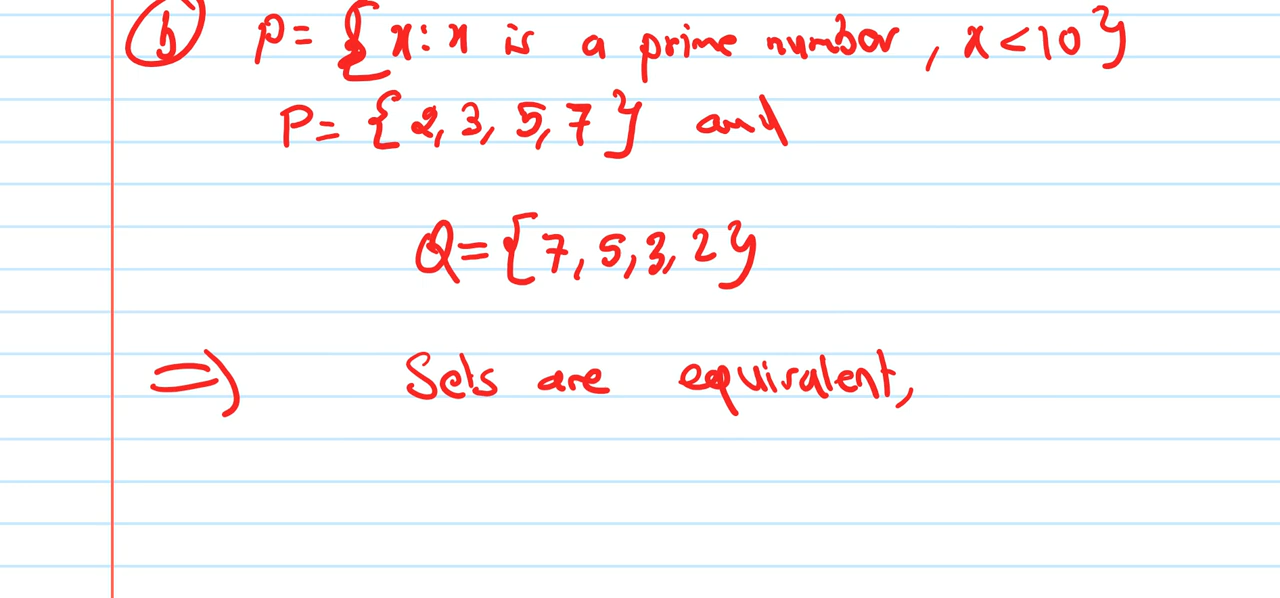 (b) P = { x : x is a prime number , x < 10 }
P = { 2, 3, 5, 7 } and
Q = { 7, 5, 3, 2 }
⇒ Sets are equivalent,